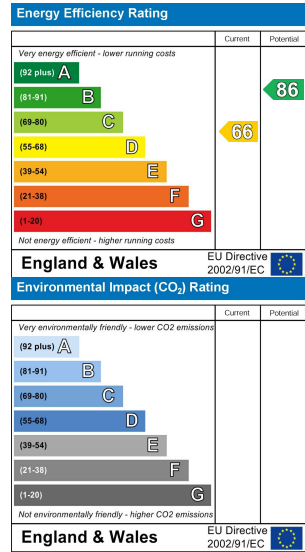 Energy Efficiency Rating
Current Potential
Very energy efficient - lower running costs
(92 plus) A
(81-91) B
(69-80) C
(55-68) D
(39-54) E
(21-38) F
(1-20) G
66
86
Not energy efficient - higher running costs
England & Wales
EU Directive
2002/91/EC
Environmental Impact (CO2) Rating
Current Potential
Very environmentally friendly - lower CO2 emissions
(92 plus) A
(81-91) B
(69-80) C
(55-68) D
(39-54) E
(21-38) F
(1-20) G
Not environmentally friendly - higher CO2 emissions
England & Wales
EU Directive
2002/91/EC